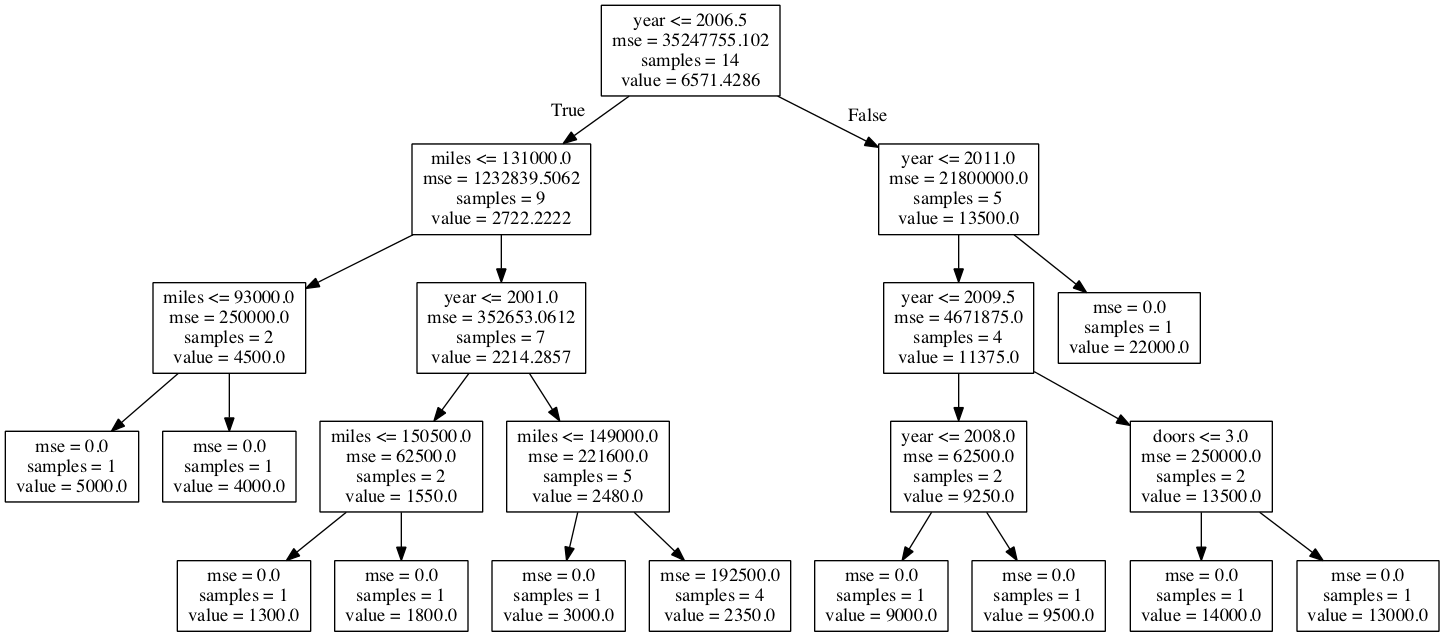 year <= 2006.5
mse = 35247755.102
samples = 14
value = 6571.4286
True
False
miles <= 131000.0
mse = 1232839.5062
samples = 9
value = 2722.2222
year <= 2011.0
mse = 21800000.0
samples = 5
value = 13500.0
miles <= 93000.0
mse = 250000.0
samples = 2
value = 4500.0
year <= 2001.0
mse = 352653.0612
samples = 7
value = 2214.2857
year <= 2009.5
mse = 4671875.0
samples = 4
value = 11375.0
mse = 0.0
samples = 1
value = 22000.0
mse = 0.0
samples = 1
value = 5000.0
mse = 0.0
samples = 1
value = 4000.0
miles <= 150500.0
mse = 62500.0
samples = 2
value = 1550.0
miles <= 149000.0
mse = 221600.0
samples = 5
value = 2480.0
year <= 2008.0
mse = 62500.0
samples = 2
value = 9250.0
doors <= 3.0
mse = 250000.0
samples = 2
value = 13500.0
mse = 0.0
samples = 1
value = 1300.0
mse = 0.0
samples = 1
value = 1800.0
mse = 0.0
samples = 1
value = 3000.0
mse = 192500.0
samples = 4
value = 2350.0
mse = 0.0
samples = 1
value = 9000.0
mse = 0.0
samples = 1
value = 9500.0
mse = 0.0
samples = 1
value = 14000.0
mse = 0.0
samples = 1
value = 13000.0